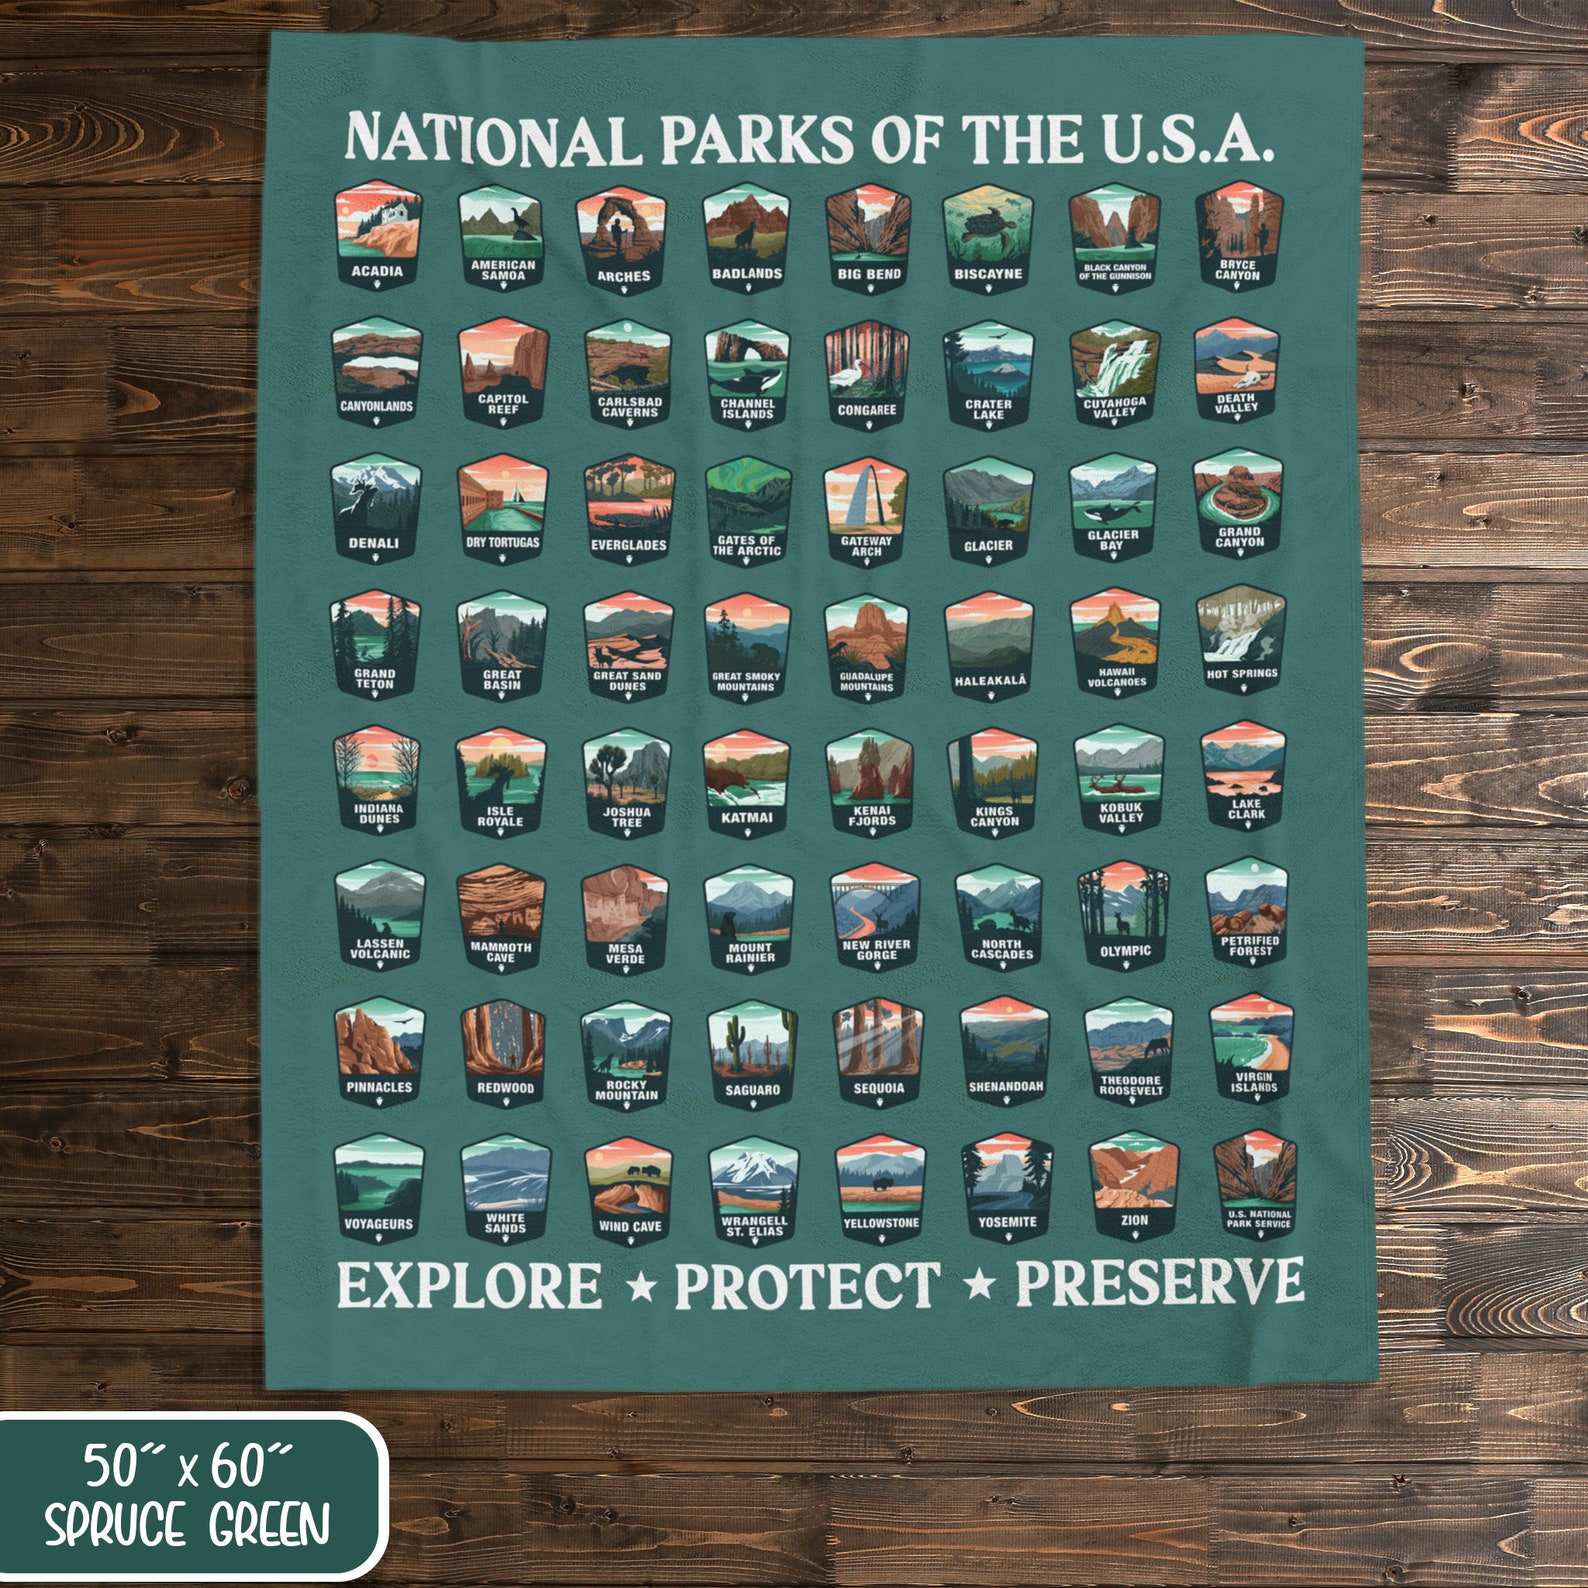 NATIONAL PARKS OF THE U.S.A.
ACADIA
AMERICAN
SAMOA
ARCHES
BADLANDS
BIG BEND
BISCAYNE
BLACK CANYON
OF THE GUNNISON
BRYCE
CANYON
CANYONLANDS
CAPITOL
REEF
CARLSBAD
CAVERNS
CHANNEL
ISLANDS
CONGAREE
CRATER
LAKE
CUYAHOGA
VALLEY
DEATH
VALLEY
DENALI
DRY TORTUGAS
EVERGLADES
GATES OF
THE ARCTIC
GATEWAY
ARCH
GLACIER
GLACIER
BAY
GRAND
CANYON
GRAND
TETON
GREAT
BASIN
GREAT SAND
DUNES
GREAT SMOKY
MOUNTAINS
GUADALUPE
MOUNTAINS
HALEAKALĀ
HAWAII
VOLCANOES
HOT SPRINGS
INDIANA
DUNES
ISLE
ROYALE
JOSHUA
TREE
KATMAI
KENAI
FJORDS
KINGS
CANYON
KOBUK
VALLEY
LAKE
CLARK
LASSEN
VOLCANIC
MAMMOTH
CAVE
MESA
VERDE
MOUNT
RAINIER
NEW RIVER
GORGE
NORTH
CASCADES
OLYMPIC
PETRIFIED
FOREST
PINNACLES
REDWOOD
ROCKY
MOUNTAIN
SAGUARO
SEQUOIA
SHENANDOAH
THEODORE
ROOSEVELT
VIRGIN
ISLANDS
VOYAGEURS
WHITE
SANDS
WIND CAVE
WRANGELL
ST. ELIAS
YELLOWSTONE
YOSEMITE
ZION
U.S. NATIONAL
PARK SERVICE
EXPLORE ★ PROTECT ★ PRESERVE
50″ x 60″
SPRUCE GREEN